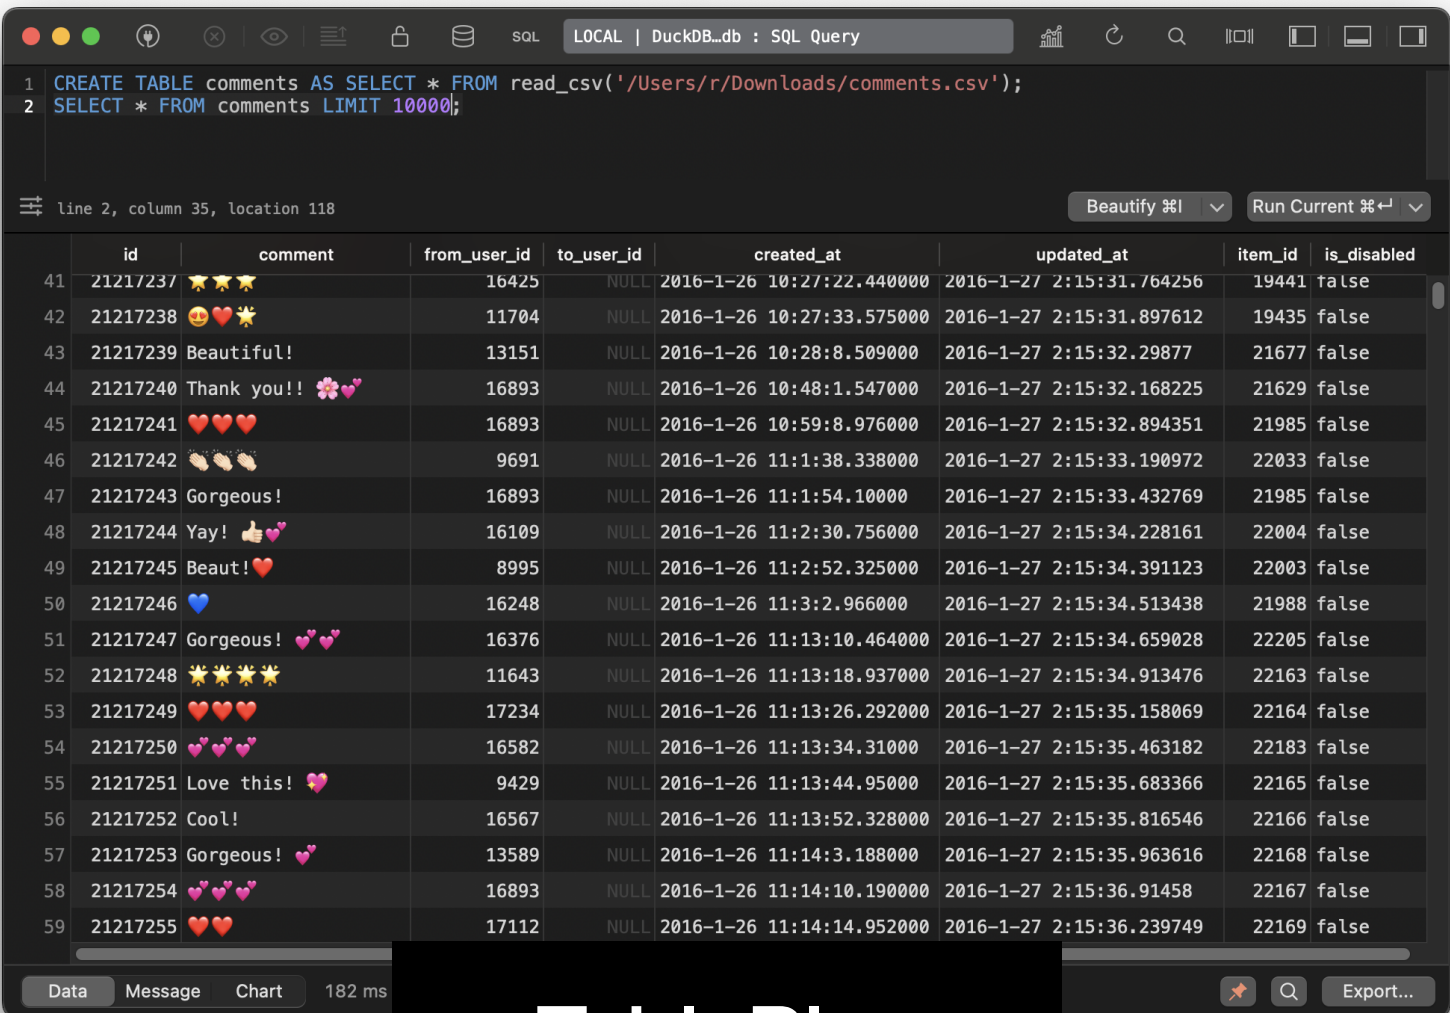 SQL LOCAL | DuckDB…db : SQL Query
1 CREATE TABLE comments AS SELECT * FROM read_csv('/Users/r/Downloads/comments.csv');
2 SELECT * FROM comments LIMIT 10000;
line 2, column 35, location 118 Beautify ⌘I Run Current ⌘↵
id comment from_user_id to_user_id created_at updated_at item_id is_disabled
41 21217237 🌟🌟🌟 16425 NULL 2016-1-26 10:27:22.440000 2016-1-27 2:15:31.764256 19441 false
42 21217238 😍❤️🌟 11704 NULL 2016-1-26 10:27:33.575000 2016-1-27 2:15:31.897612 19435 false
43 21217239 Beautiful! 13151 NULL 2016-1-26 10:28:8.509000 2016-1-27 2:15:32.29877 21677 false
44 21217240 Thank you!! 🌸💕 16893 NULL 2016-1-26 10:48:1.547000 2016-1-27 2:15:32.168225 21629 false
45 21217241 ❤️❤️❤️ 16893 NULL 2016-1-26 10:59:8.976000 2016-1-27 2:15:32.894351 21985 false
46 21217242 👏🏻👏🏻👏🏻 9691 NULL 2016-1-26 11:1:38.338000 2016-1-27 2:15:33.190972 22033 false
47 21217243 Gorgeous! 16893 NULL 2016-1-26 11:1:54.10000 2016-1-27 2:15:33.432769 21985 false
48 21217244 Yay! 👍🏻💕 16109 NULL 2016-1-26 11:2:30.756000 2016-1-27 2:15:34.228161 22004 false
49 21217245 Beaut!❤️ 8995 NULL 2016-1-26 11:2:52.325000 2016-1-27 2:15:34.391123 22003 false
50 21217246 💙 16248 NULL 2016-1-26 11:3:2.966000 2016-1-27 2:15:34.513438 21988 false
51 21217247 Gorgeous! 💕💕 16376 NULL 2016-1-26 11:13:10.464000 2016-1-27 2:15:34.659028 22205 false
52 21217248 🌟🌟🌟🌟 11643 NULL 2016-1-26 11:13:18.937000 2016-1-27 2:15:34.913476 22163 false
53 21217249 ❤️❤️❤️ 17234 NULL 2016-1-26 11:13:26.292000 2016-1-27 2:15:35.158069 22164 false
54 21217250 💕💕💕 16582 NULL 2016-1-26 11:13:34.31000 2016-1-27 2:15:35.463182 22183 false
55 21217251 Love this! 💖 9429 NULL 2016-1-26 11:13:44.95000 2016-1-27 2:15:35.683366 22165 false
56 21217252 Cool! 16567 NULL 2016-1-26 11:13:52.328000 2016-1-27 2:15:35.816546 22166 false
57 21217253 Gorgeous! 💕 13589 NULL 2016-1-26 11:14:3.188000 2016-1-27 2:15:35.963616 22168 false
58 21217254 💕💕💕 16893 NULL 2016-1-26 11:14:10.190000 2016-1-27 2:15:36.91458 22167 false
59 21217255 ❤️❤️ 17112 NULL 2016-1-26 11:14:14.952000 2016-1-27 2:15:36.239749 22169 false
Data Message Chart 182 ms Export...